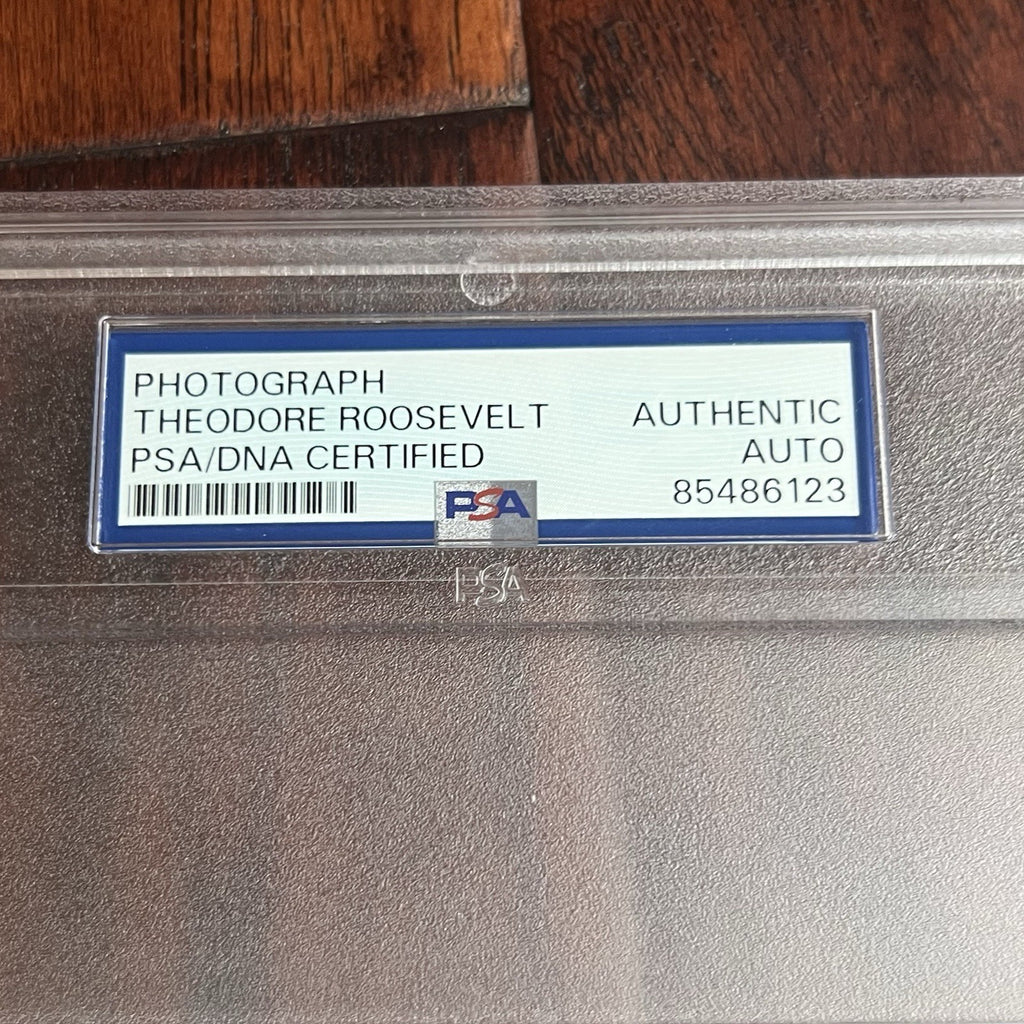 PHOTOGRAPH
THEODORE ROOSEVELT
PSA/DNA CERTIFIED
AUTHENTIC
AUTO
85486123
PSA
PSA